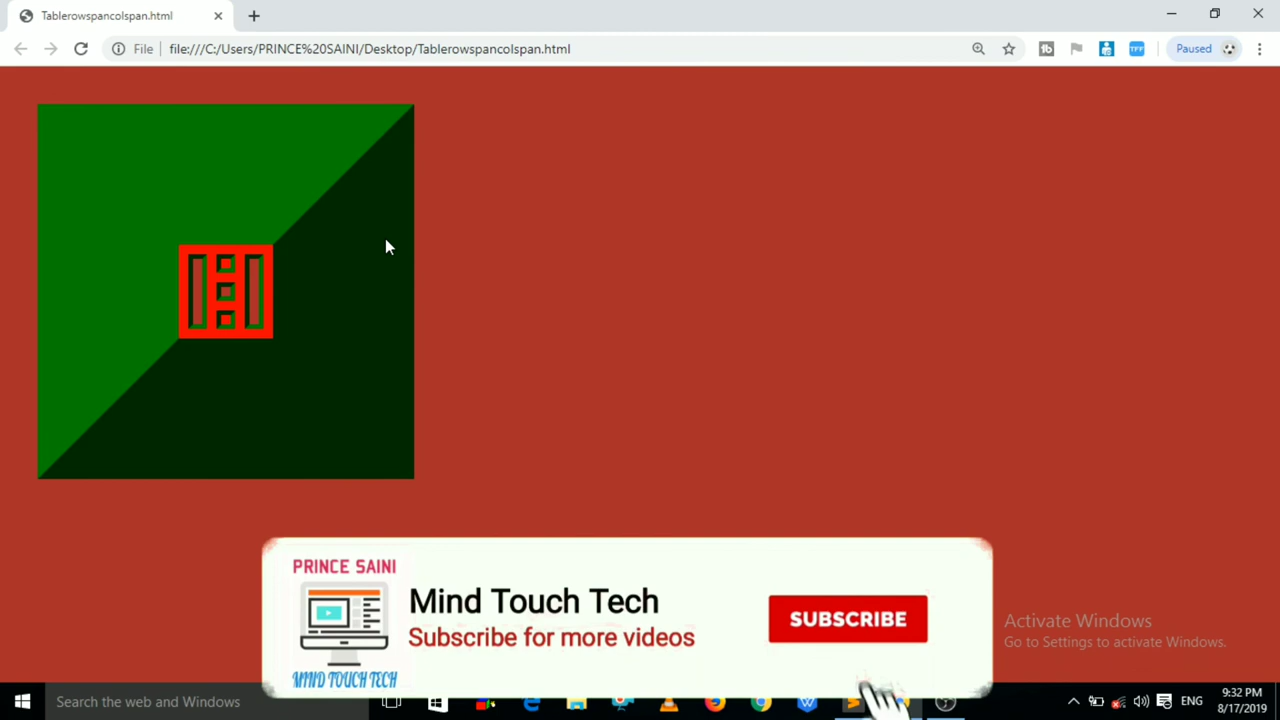 Tablerowspancolspan.html
File
file:///C:/Users/PRINCE%20SAINI/Desktop/Tablerowspancolspan.html
Paused
PRINCE SAINI
Mind Touch Tech
SUBSCRIBE
Subscribe for more videos
MIND TOUCH TECH
Activate Windows
Go to Settings to activate Windows.
Search the web and Windows
ENG
9:32 PM
8/17/2019